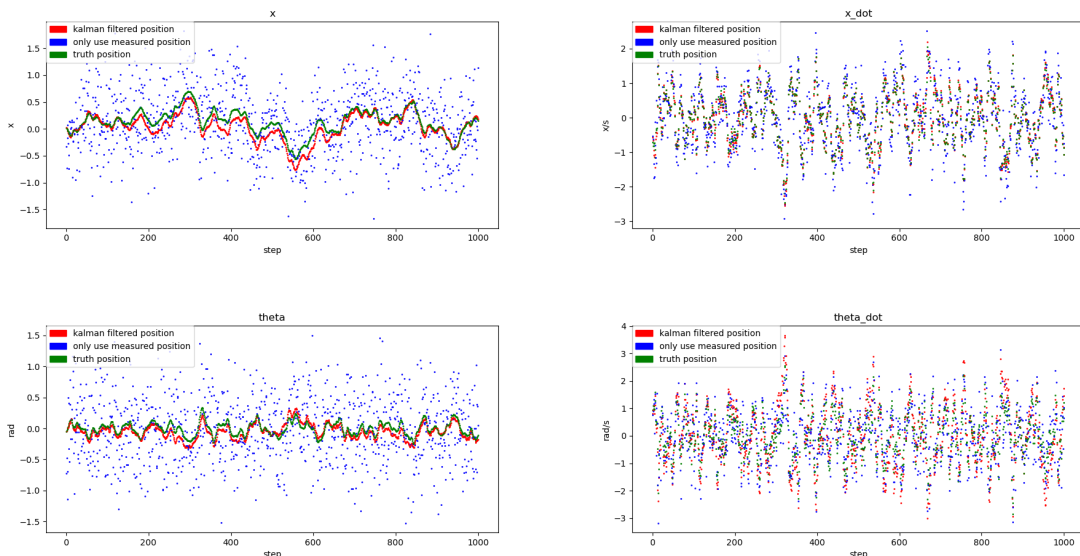 x
kalman filtered position
only use measured position
truth position
1.5
1.0
0.5
0.0
−0.5
−1.0
−1.5
x
0
200
400
600
800
1000
step
x_dot
kalman filtered position
only use measured position
truth position
2
1
0
−1
−2
−3
x/s
0
200
400
600
800
1000
step
theta
kalman filtered position
only use measured position
truth position
1.5
1.0
0.5
0.0
−0.5
−1.0
−1.5
rad
0
200
400
600
800
1000
step
theta_dot
kalman filtered position
only use measured position
truth position
4
3
2
1
0
−1
−2
−3
rad/s
0
200
400
600
800
1000
step